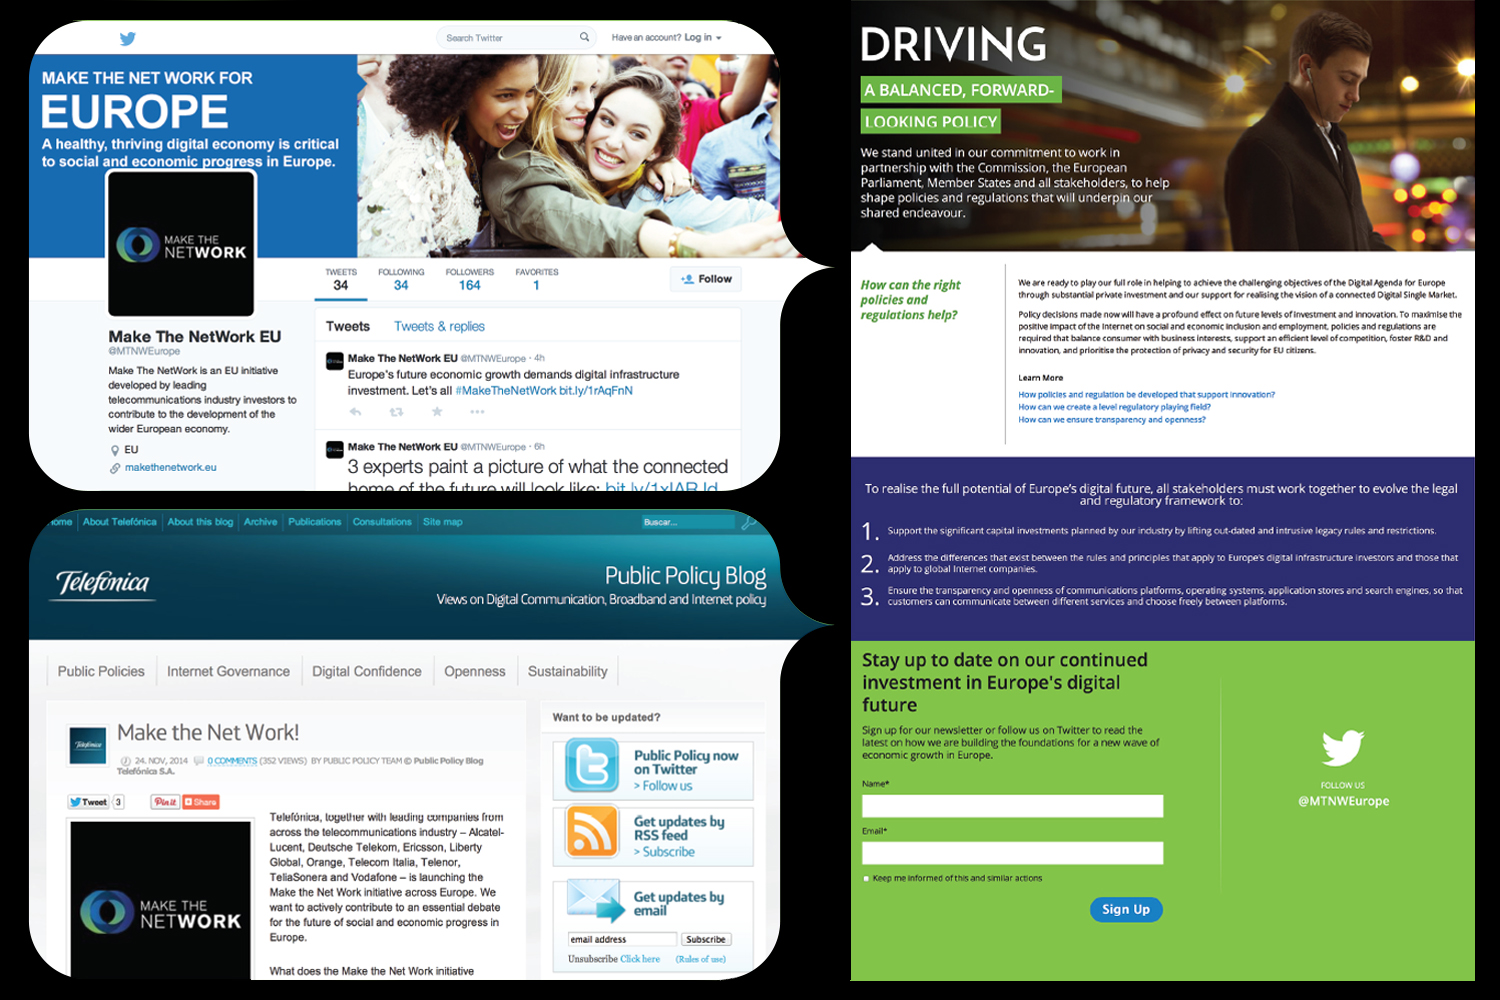 Search Twitter
Have an account? Log in
MAKE THE NET WORK FOR
EUROPE
A healthy, thriving digital economy is critical
to social and economic progress in Europe.
MAKE THE
NETWORK
TWEETS
34
FOLLOWING
34
FOLLOWERS
164
FAVORITES
1
Follow
Make The NetWork EU
@MTNWEurope
Make The NetWork is an EU initiative
developed by leading
telecommunications industry investors to
contribute to the development of the
wider European economy.
EU
makethenetwork.eu
Tweets
Tweets & replies
Make The NetWork EU @MTNWEurope · 4h
Europe's future economic growth demands digital infrastructure
investment. Let's all #MakeTheNetWork bit.ly/1rAqFnN
Make The NetWork EU @MTNWEurope · 6h
3 experts paint a picture of what the connected
home of the future will look like:
ome
About Telefónica
About this blog
Archive
Publications
Consultations
Site map
Buscar...
Telefónica
Public Policy Blog
Views on Digital Communication, Broadband and Internet policy
Public Policies
Internet Governance
Digital Confidence
Openness
Sustainability
Telefónica
Make the Net Work!
24. NOV, 2014 0 COMMENTS (352 VIEWS) BY PUBLIC POLICY TEAM © Public Policy Blog
Telefónica S.A.
Tweet 3
Pin it
Share
MAKE THE
NETWORK
Telefónica, together with leading companies from
across the telecommunications industry – Alcatel-
Lucent, Deutsche Telekom, Ericsson, Liberty
Global, Orange, Telecom Italia, Telenor,
TeliaSonera and Vodafone – is launching the
Make the Net Work initiative across Europe. We
want to actively contribute to an essential debate
for the future of social and economic progress in
Europe.
What does the Make the Net Work initiative
Want to be updated?
Public Policy now
on Twitter
> Follow us
Get updates by
RSS feed
> Subscribe
Get updates by
email
email address
Subscribe
Unsubscribe Click here
(Rules of use)
DRIVING
A BALANCED, FORWARD-
LOOKING POLICY
We stand united in our commitment to work in
partnership with the Commission, the European
Parliament, Member States and all stakeholders, to help
shape policies and regulations that will underpin our
shared endeavour.
How can the right
policies and
regulations help?
We are ready to play our full role in helping to achieve the challenging objectives of the Digital Agenda for Europe
through substantial private investment and our support for realising the vision of a connected Digital Single Market.
Policy decisions made now will have a profound effect on future levels of investment and innovation. To maximise the
positive impact of the Internet on social and economic inclusion and employment, policies and regulations are
required that balance consumer with business interests, support an efficient level of competition, foster R&D and
innovation, and prioritise the protection of privacy and security for EU citizens.
Learn More
How policies and regulation be developed that support innovation?
How can we create a level regulatory playing field?
How can we ensure transparency and openness?
To realise the full potential of Europe's digital future, all stakeholders must work together to evolve the legal
and regulatory framework to:
1. Support the significant capital investments planned by our industry by lifting out-dated and intrusive legacy rules and restrictions.
2. Address the differences that exist between the rules and principles that apply to Europe's digital infrastructure investors and those that
apply to global Internet companies.
3. Ensure the transparency and openness of communications platforms, operating systems, application stores and search engines, so that
customers can communicate between different services and choose freely between platforms.
Stay up to date on our continued
investment in Europe's digital
future
Sign up for our newsletter or follow us on Twitter to read the
latest on how we are building the foundations for a new wave of
economic growth in Europe.
Name*
Email*
Keep me informed of this and similar actions
Sign Up
FOLLOW US
@MTNWEurope